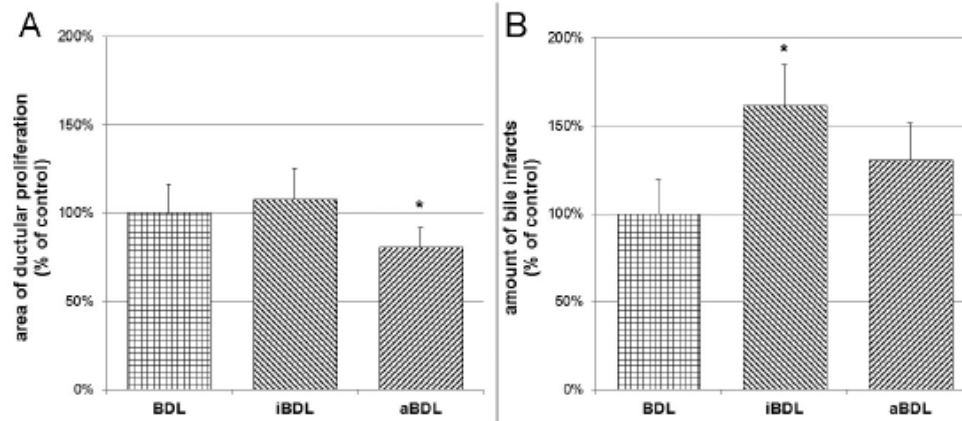 A
200%
150%
100%
50%
0%
area of ductular proliferation
(% of control)
*
BDL iBDL aBDL
B
200%
150%
100%
50%
0%
amount of bile infarcts
(% of control)
*
BDL iBDL aBDL